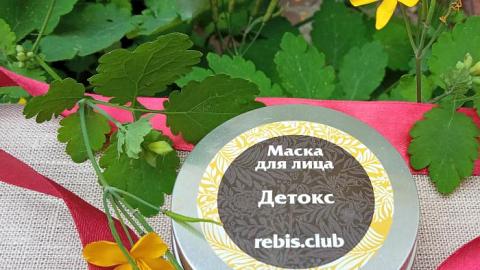 Маска
для лица
Детокс
rebis.club